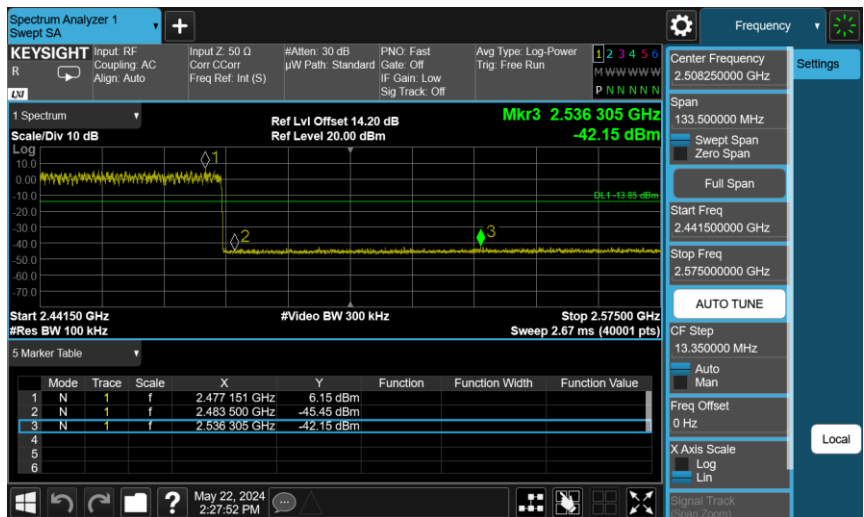 Spectrum Analyzer 1
Swept SA
+
Frequency
KEYSIGHT
R
LXI
Input: RF
Coupling: AC
Align: Auto
Input Z: 50 Ω
Corr CCorr
Freq Ref: Int (S)
#Atten: 30 dB
µW Path: Standard
PNO: Fast
Gate: Off
IF Gain: Low
Sig Track: Off
Avg Type: Log-Power
Trig: Free Run
1 2 3 4 5 6
M W W W W W
P N N N N N
1 Spectrum
Scale/Div 10 dB
Ref Lvl Offset 14.20 dB
Ref Level 20.00 dBm
Mkr3 2.536 305 GHz
-42.15 dBm
Log
10.0
0.00
-10.0
-20.0
-30.0
-40.0
-50.0
-60.0
-70.0
1
2
3
DL1 -13.85 dBm
Start 2.44150 GHz
#Res BW 100 kHz
#Video BW 300 kHz
Stop 2.57500 GHz
Sweep 2.67 ms (40001 pts)
5 Marker Table
Mode Trace Scale X Y Function Function Width Function Value
1 N 1 f 2.477 151 GHz 6.15 dBm
2 N 1 f 2.483 500 GHz -45.45 dBm
3 N 1 f 2.536 305 GHz -42.15 dBm
4
5
6
May 22, 2024
2:27:52 PM
Center Frequency
2.508250000 GHz
Span
133.500000 MHz
Swept Span
Zero Span
Full Span
Start Freq
2.441500000 GHz
Stop Freq
2.575000000 GHz
AUTO TUNE
CF Step
13.350000 MHz
Auto
Man
Freq Offset
0 Hz
X Axis Scale
Log
Lin
Signal Track
(Span Zoom)
Settings
Local